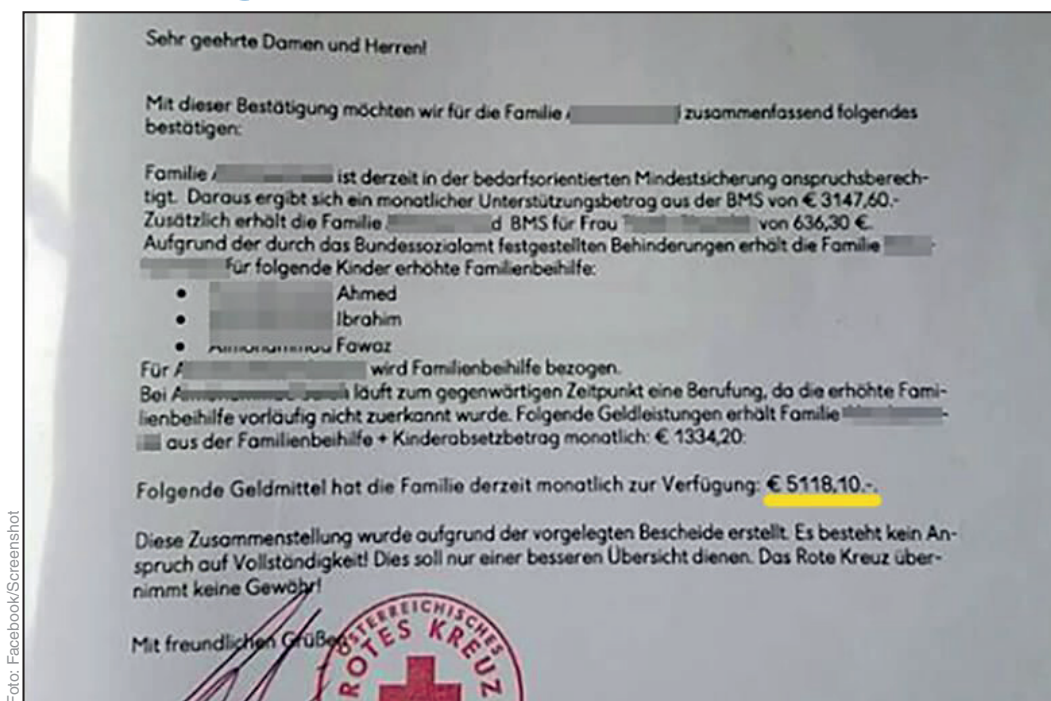 Sehr geehrte Damen und Herren!
Mit dieser Bestätigung möchten wir für die Familie zusammenfassend folgendes
bestätigen:
Familie ist derzeit in der bedarfsorientierten Mindestsicherung anspruchsberech-
tigt. Daraus ergibt sich ein monatlicher Unterstützungsbetrag aus der BMS von € 3147,60.-
Zusätzlich erhält die Familie d BMS für Frau von 636,30 €.
Aufgrund der durch das Bundessozialamt festgestellten Behinderungen erhält die Familie
für folgende Kinder erhöhte Familienbeihilfe:
• Ahmed
• Ibrahim
• Fawaz
Für A wird Familienbeihilfe bezogen.
Bei A läuft zum gegenwärtigen Zeitpunkt eine Berufung, da die erhöhte Fami-
lienbeihilfe vorläufig nicht zuerkannt wurde. Folgende Geldleistungen erhält Familie
aus der Familienbeihilfe + Kinderabsetzbetrag monatlich: € 1334,20:
Folgende Geldmittel hat die Familie derzeit monatlich zur Verfügung: € 5118,10.-.
Diese Zusammenstellung wurde aufgrund der vorgelegten Bescheide erstellt. Es besteht kein An-
spruch auf Vollständigkeit! Dies soll nur einer besseren Übersicht dienen. Das Rote Kreuz über-
nimmt keine Gewähr!
Mit freundlichen Grüßen
ÖSTERREICHISCHES
ROTES KREUZ
Foto: Facebook/Screenshot